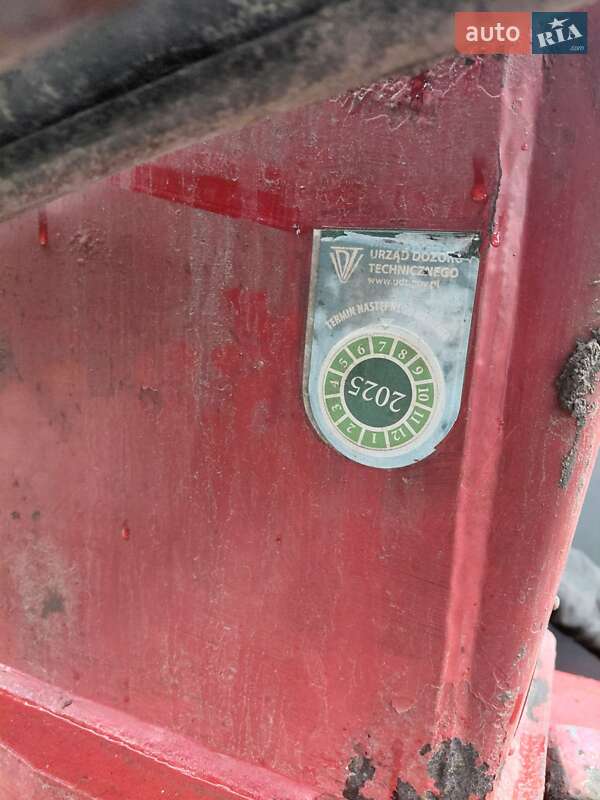 auto RIA
.com
URZĄD DOZORU
TECHNICZNEGO
www.udt.gov.pl
TERMIN NASTĘPNEGO
1 2 3 4 5 6 7 8 9 10 11 12
2025